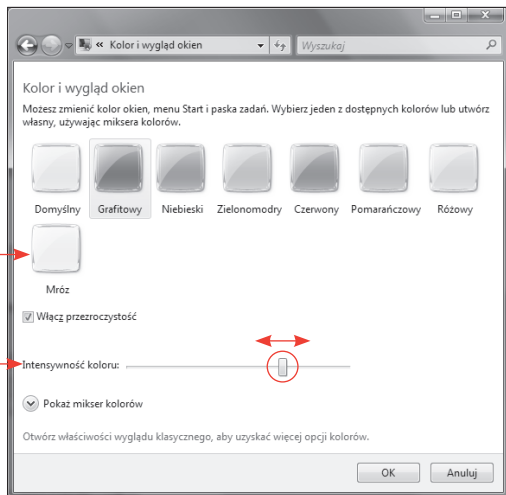 « Kolor i wygląd okien
Wyszukaj
Kolor i wygląd okien
Możesz zmienić kolor okien, menu Start i paska zadań. Wybierz jeden z dostępnych kolorów lub utwórz
własny, używając miksera kolorów.
Domyślny Grafitowy Niebieski Zielonomodry Czerwony Pomarańczowy Różowy
Mróz
Włącz przezroczystość
Intensywność koloru:
Pokaż mikser kolorów
Otwórz właściwości wyglądu klasycznego, aby uzyskać więcej opcji kolorów.
OK Anuluj